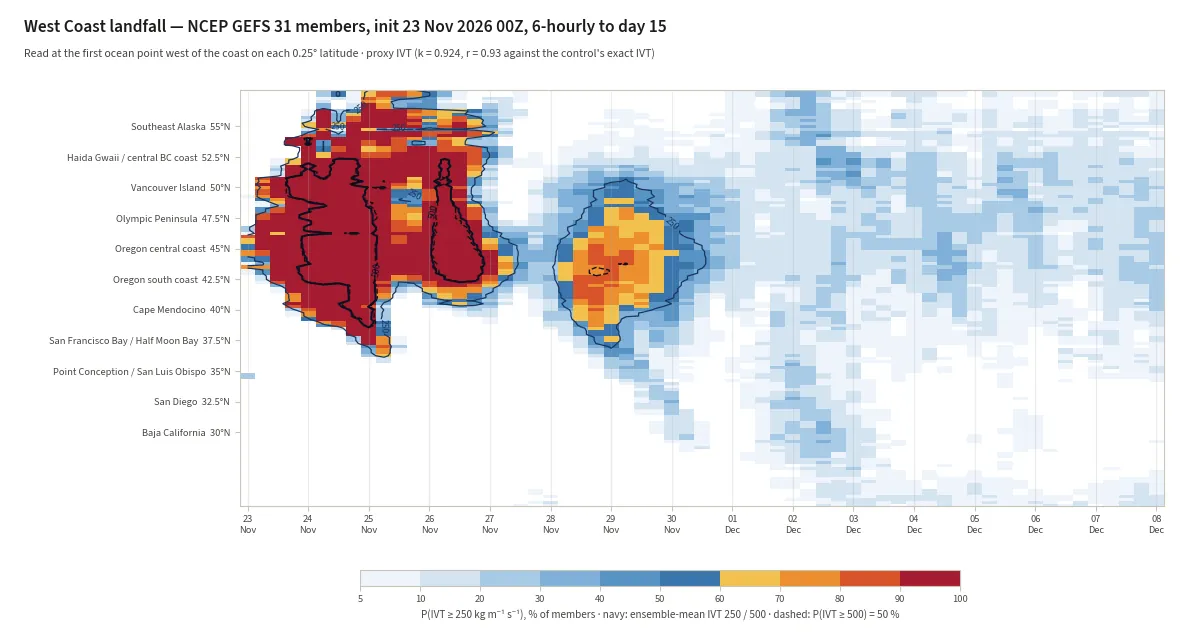 West Coast landfall — NCEP GEFS 31 members, init 23 Nov 2026 00Z, 6-hourly to day 15
Read at the first ocean point west of the coast on each 0.25° latitude · proxy IVT (k = 0.924, r = 0.93 against the control's exact IVT)
Southeast Alaska 55°N
Haida Gwaii / central BC coast 52.5°N
Vancouver Island 50°N
Olympic Peninsula 47.5°N
Oregon central coast 45°N
Oregon south coast 42.5°N
Cape Mendocino 40°N
San Francisco Bay / Half Moon Bay 37.5°N
Point Conception / San Luis Obispo 35°N
San Diego 32.5°N
Baja California 30°N
250
250
250
23 24 25 26 27 28 29 30 01 02 03 04 05 06 07 08
Nov Nov Nov Nov Nov Nov Nov Nov Dec Dec Dec Dec Dec Dec Dec Dec
5 10 20 30 40 50 60 70 80 90 100
P(IVT ≥ 250 kg m⁻¹ s⁻¹), % of members · navy: ensemble-mean IVT 250 / 500 · dashed: P(IVT ≥ 500) = 50 %